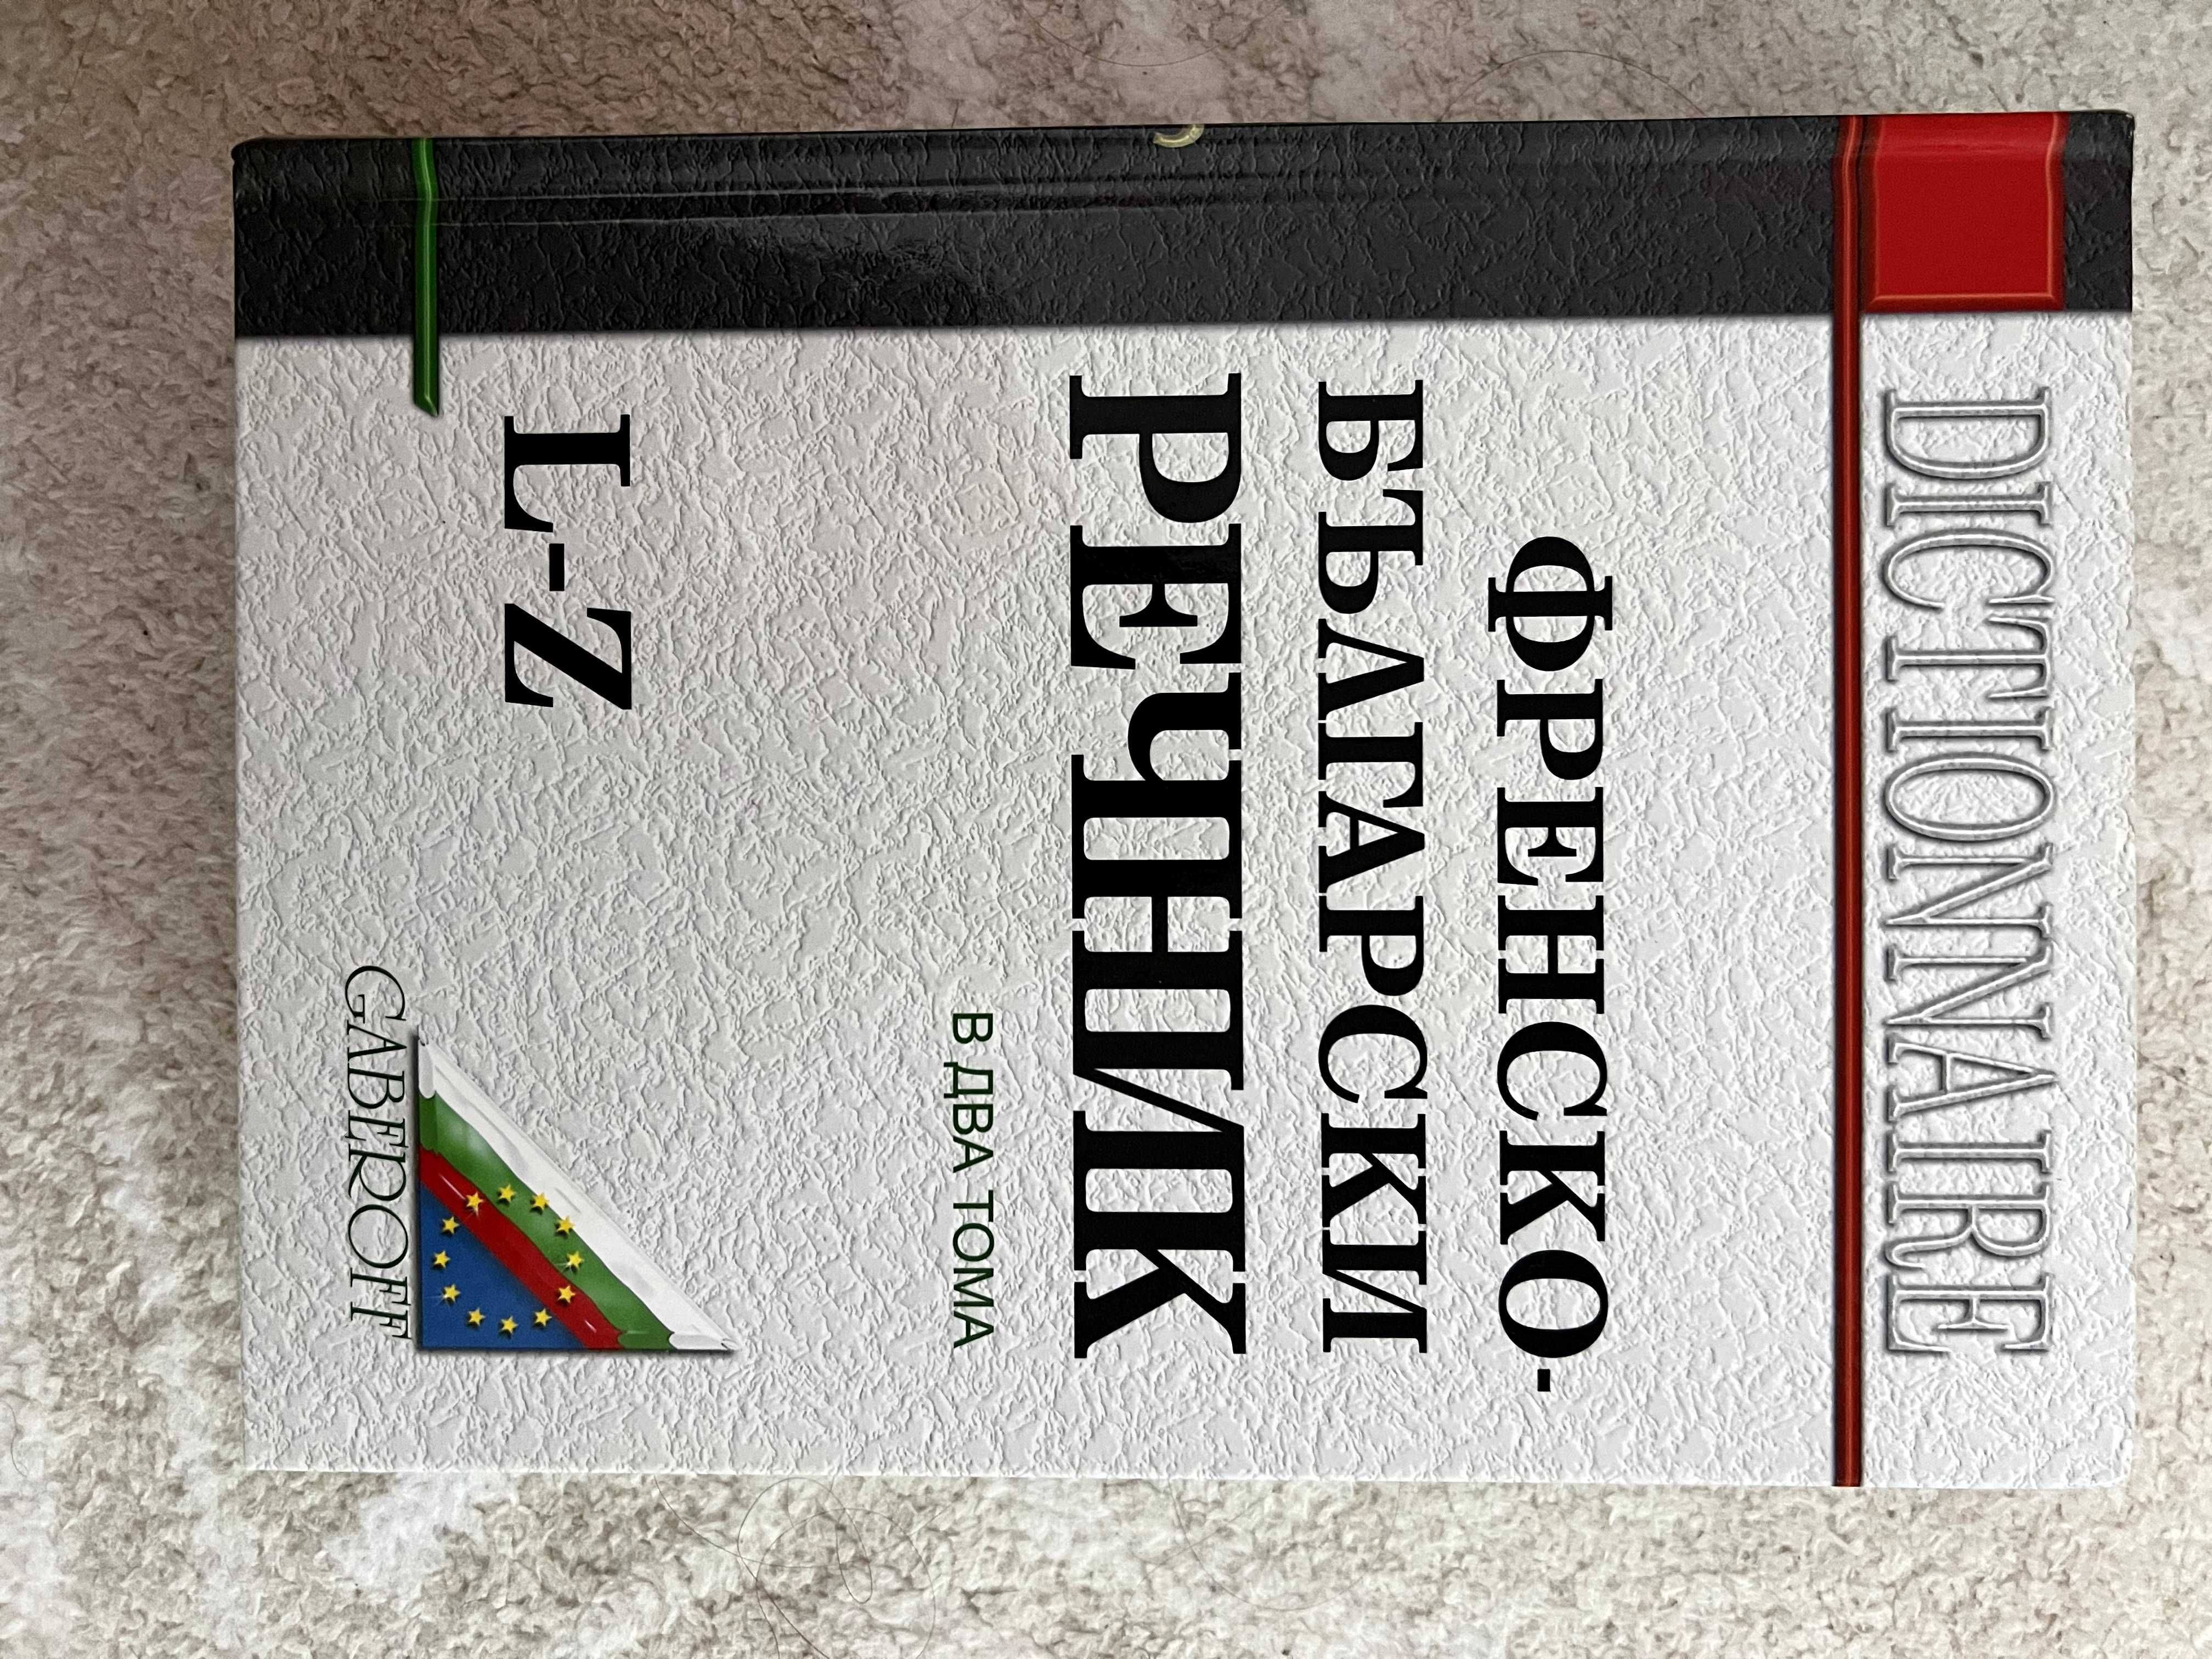 DICTIONNAIRE
ФРЕНСКО-
БЪЛГАРСКИ
РЕЧНИК
В ДВА ТОМА
L-Z
GABEROFF